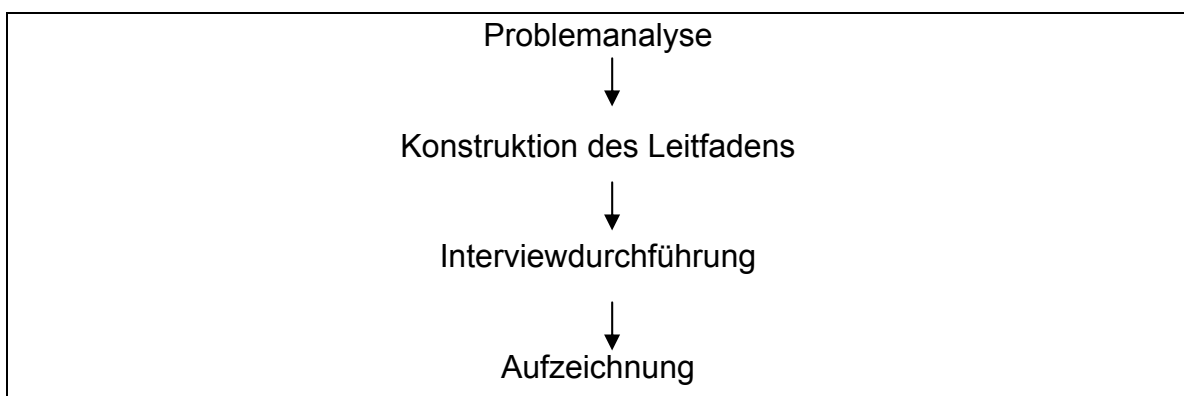 Problemanalyse
Konstruktion des Leitfadens
Interviewdurchführung
Aufzeichnung